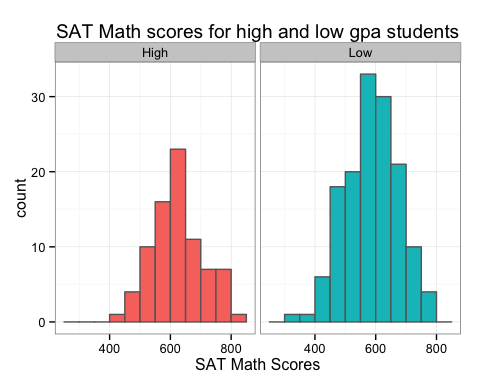 SAT Math scores for high and low gpa students
High Low
30
20
10
0
count
400 600 800 400 600 800
SAT Math Scores